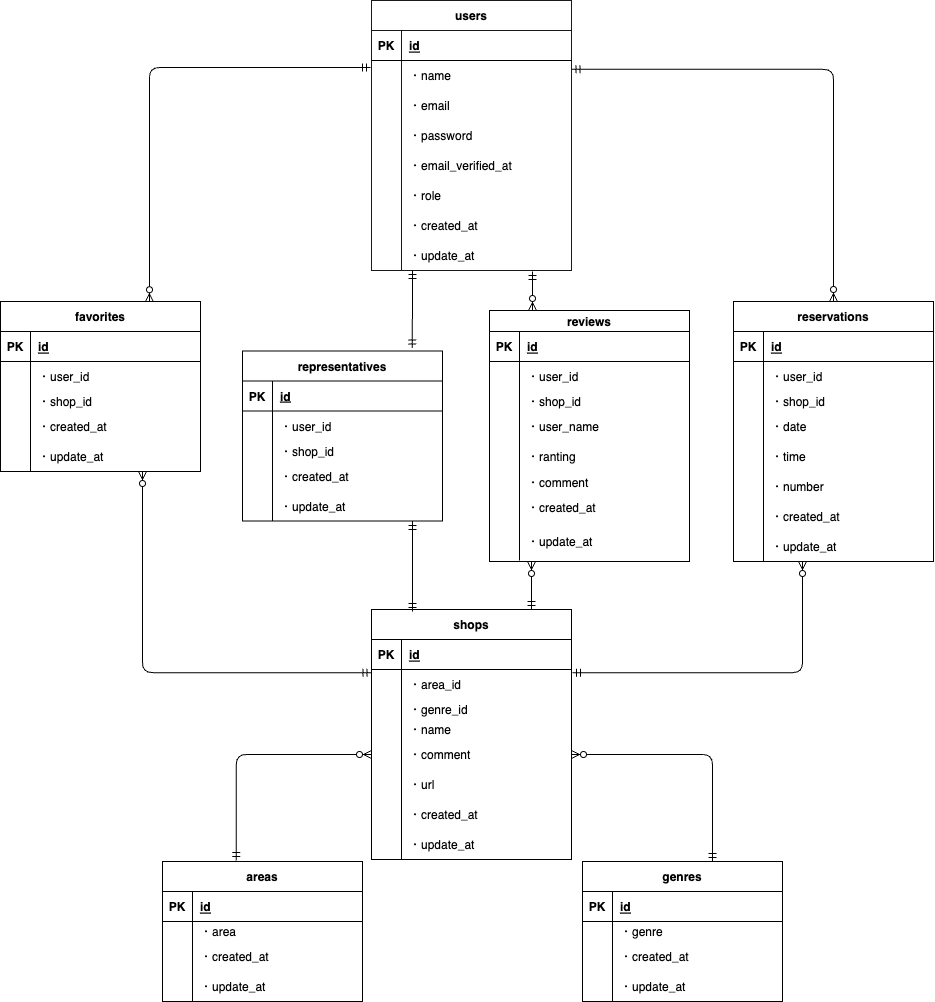 users
PK id
・name
・email
・password
・email_verified_at
・role
・created_at
・update_at
favorites
PK id
・user_id
・shop_id
・created_at
・update_at
representatives
PK id
・user_id
・shop_id
・created_at
・update_at
reviews
PK id
・user_id
・shop_id
・user_name
・ranting
・comment
・created_at
・update_at
reservations
PK id
・user_id
・shop_id
・date
・time
・number
・created_at
・update_at
shops
PK id
・area_id
・genre_id
・name
・comment
・url
・created_at
・update_at
areas
PK id
・area
・created_at
・update_at
genres
PK id
・genre
・created_at
・update_at